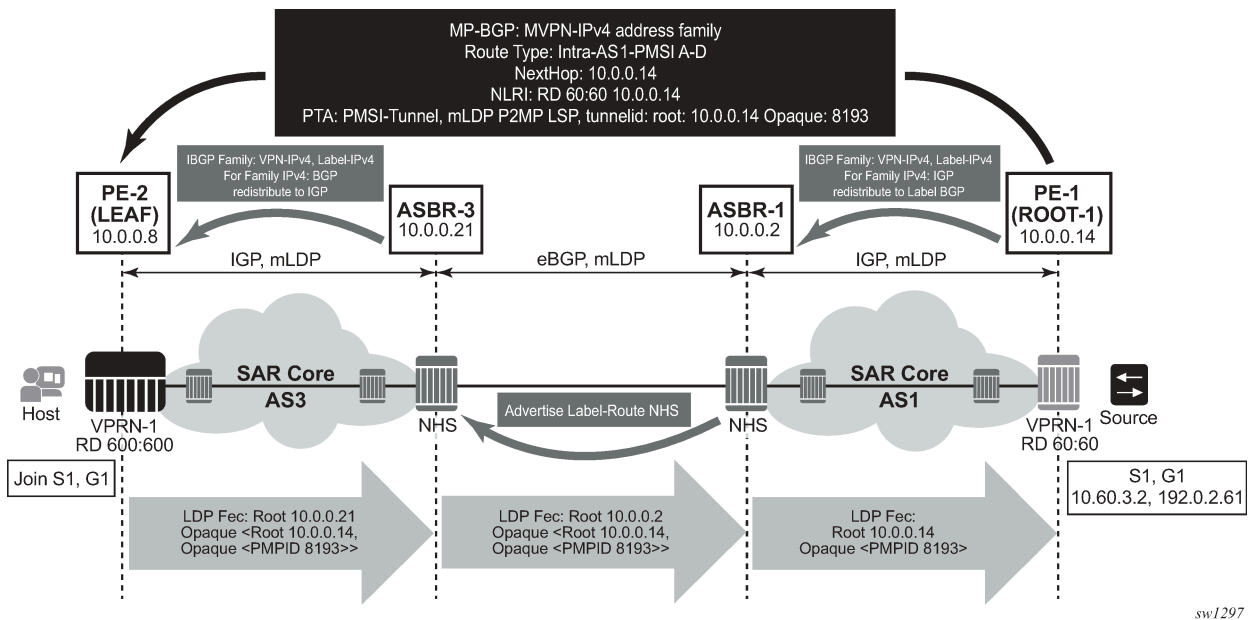 MP-BGP: MVPN-IPv4 address family
Route Type: Intra-AS1-PMSI A-D
NextHop: 10.0.0.14
NLRI: RD 60:60 10.0.0.14
PTA: PMSI-Tunnel, mLDP P2MP LSP, tunnelid: root: 10.0.0.14 Opaque: 8193
IBGP Family: VPN-IPv4, Label-IPv4
For Family IPv4: BGP
redistribute to IGP
IBGP Family: VPN-IPv4, Label-IPv4
For Family IPv4: IGP
redistribute to Label BGP
PE-2
(LEAF)
10.0.0.8
ASBR-3
10.0.0.21
ASBR-1
10.0.0.2
PE-1
(ROOT-1)
10.0.0.14
IGP, mLDP
eBGP, mLDP
IGP, mLDP
Host
VPRN-1
RD 600:600
SAR Core
AS3
NHS
Advertise Label-Route NHS
NHS
SAR Core
AS1
VPRN-1
RD 60:60
Source
Join S1, G1
S1, G1
10.60.3.2, 192.0.2.61
LDP Fec: Root 10.0.0.21
Opaque <Root 10.0.0.14,
Opaque <PMPID 8193>>
LDP Fec: Root 10.0.0.2
Opaque <Root 10.0.0.14,
Opaque <PMPID 8193>>
LDP Fec:
Root 10.0.0.14
Opaque <PMPID 8193>
sw1297